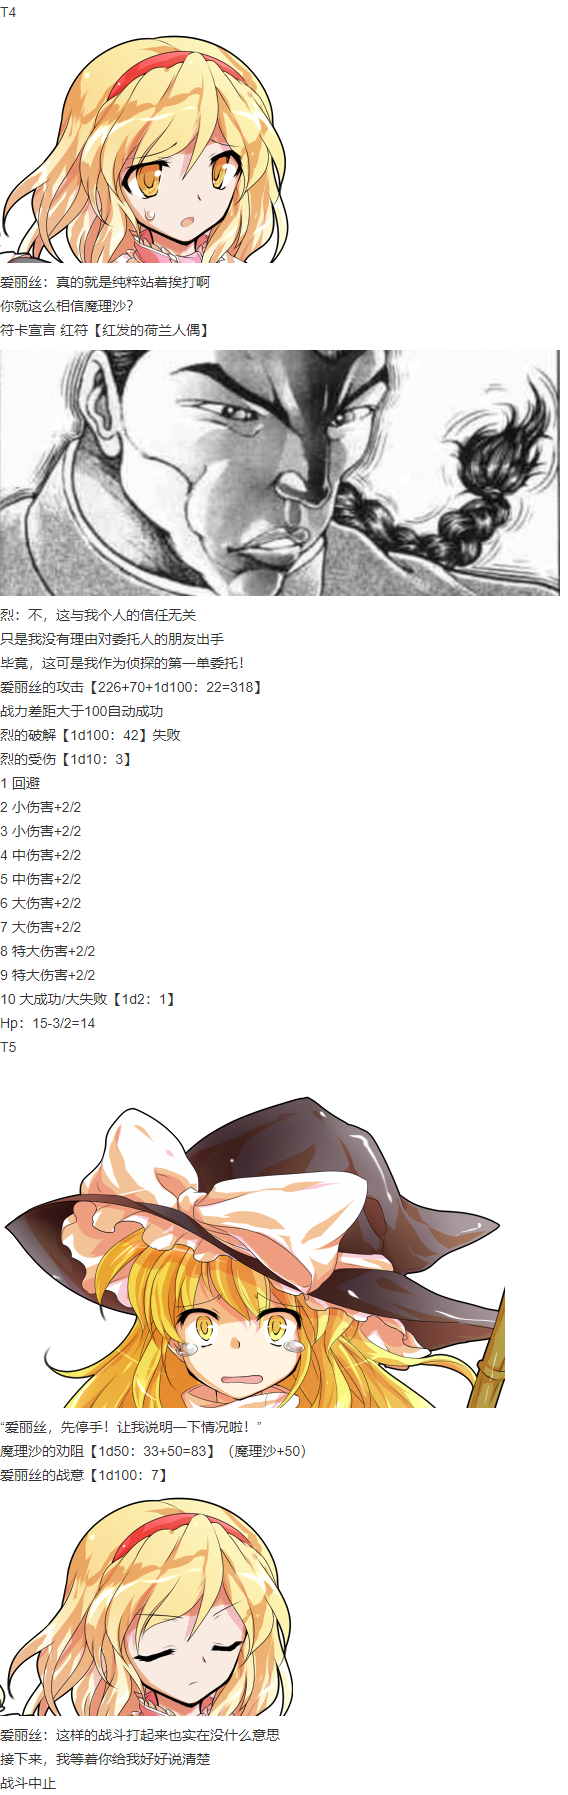 T4
爱丽丝：真的就是纯粹站着挨打啊
你就这么相信魔理沙？
符卡宣言 红符【红发的荷兰人偶】
烈：不，这与我个人的信任无关
只是我没有理由对委托人的朋友出手
毕竟，这可是我作为侦探的第一单委托！
爱丽丝的攻击【226+70+1d100：22=318】
战力差距大于100自动成功
烈的破解【1d100：42】失败
烈的受伤【1d10：3】
1 回避
2 小伤害+2/2
3 小伤害+2/2
4 中伤害+2/2
5 中伤害+2/2
6 大伤害+2/2
7 大伤害+2/2
8 特大伤害+2/2
9 特大伤害+2/2
10 大成功/大失败【1d2：1】
Hp：15-3/2=14
T5
“爱丽丝，先停手！让我说明一下情况啦！”
魔理沙的劝阻【1d50：33+50=83】（魔理沙+50）
爱丽丝的战意【1d100：7】
爱丽丝：这样的战斗打起来也实在没什么意思
接下来，我等着你给我好好说清楚
战斗中止